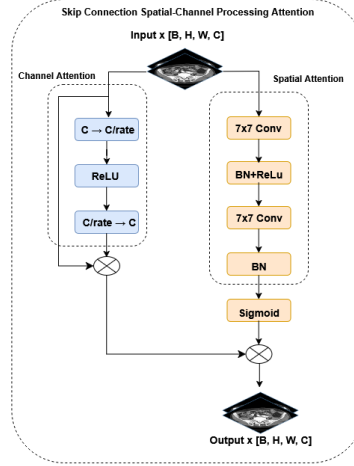 Skip Connection Spatial-Channel Processing Attention
Input x [B, H, W, C]
Channel Attention
Spatial Attention
C → C/rate
ReLU
C/rate → C
7x7 Conv
BN+ReLu
7x7 Conv
BN
Sigmoid
Output x [B, H, W, C]